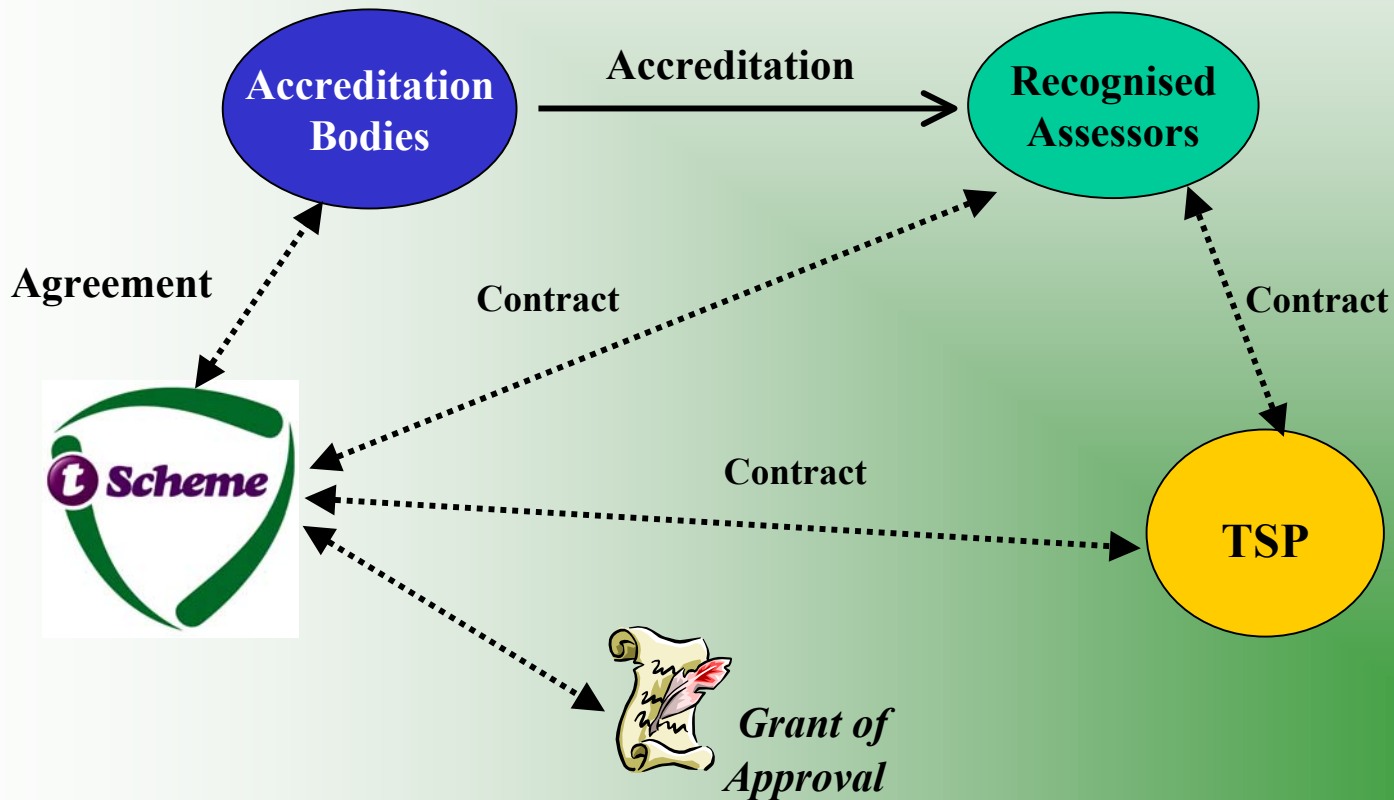 Accreditation
Bodies
Accreditation
Recognised
Assessors
Agreement
Contract
Contract
t Scheme
Contract
TSP
Grant of
Approval